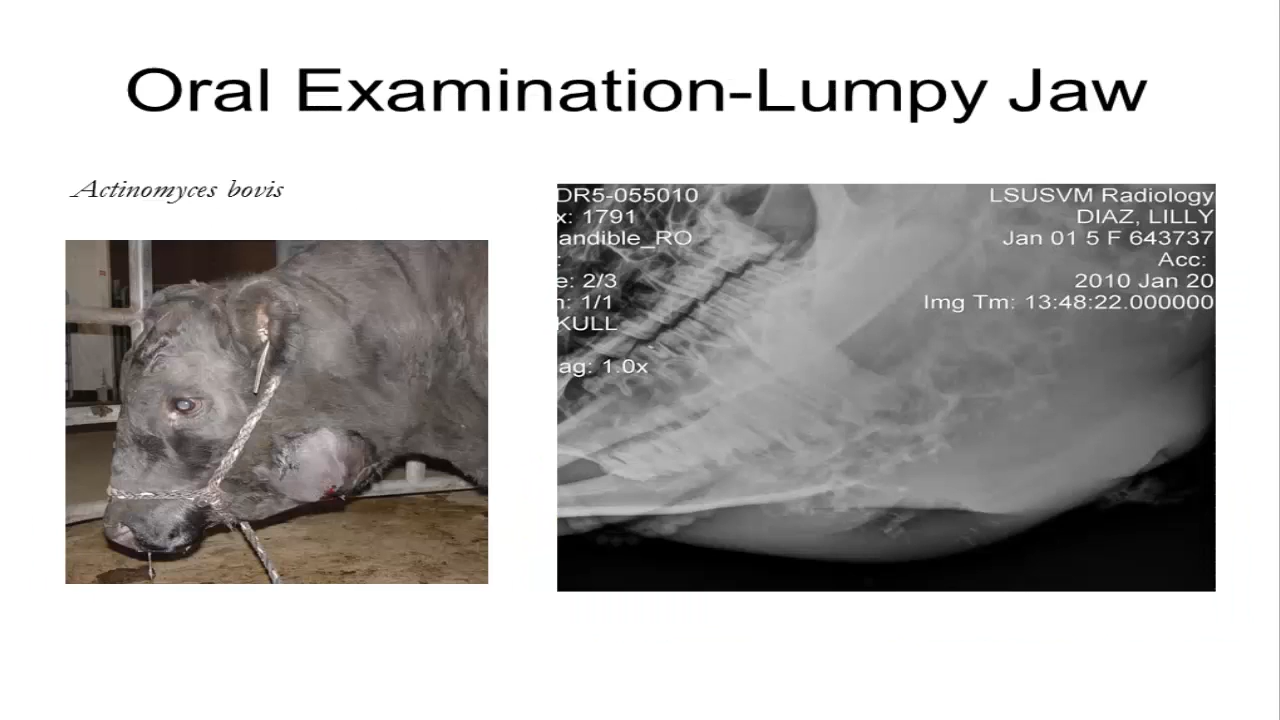 Oral Examination-Lumpy Jaw
Actinomyces bovis
DR5-055010
x: 1791
andible_RO
:
e: 2/3
n: 1/1
KULL
ag: 1.0x
LSUSVM Radiology
DIAZ, LILLY
Jan 01 5 F 643737
Acc:
2010 Jan 20
Img Tm: 13:48:22.000000